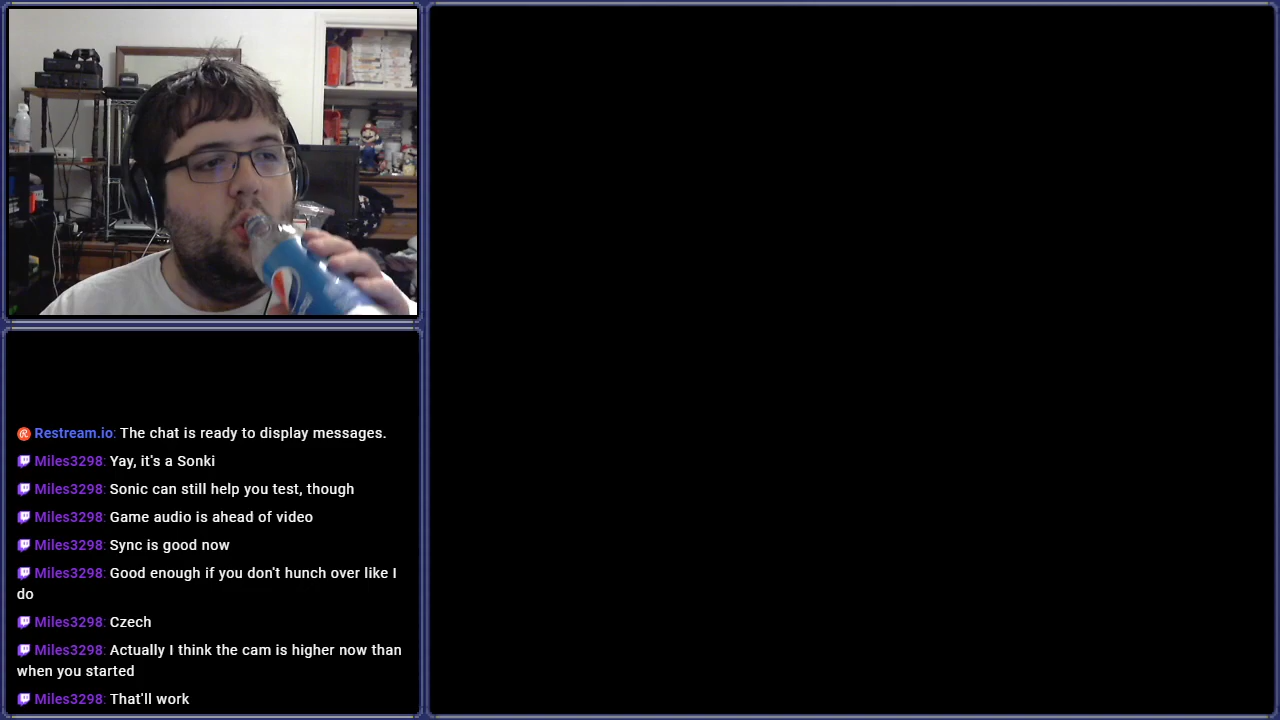 Restream.io: The chat is ready to display messages.
Miles3298: Yay, it's a Sonki
Miles3298: Sonic can still help you test, though
Miles3298: Game audio is ahead of video
Miles3298: Sync is good now
Miles3298: Good enough if you don't hunch over like I
do
Miles3298: Czech
Miles3298: Actually I think the cam is higher now than
when you started
Miles3298: That'll work